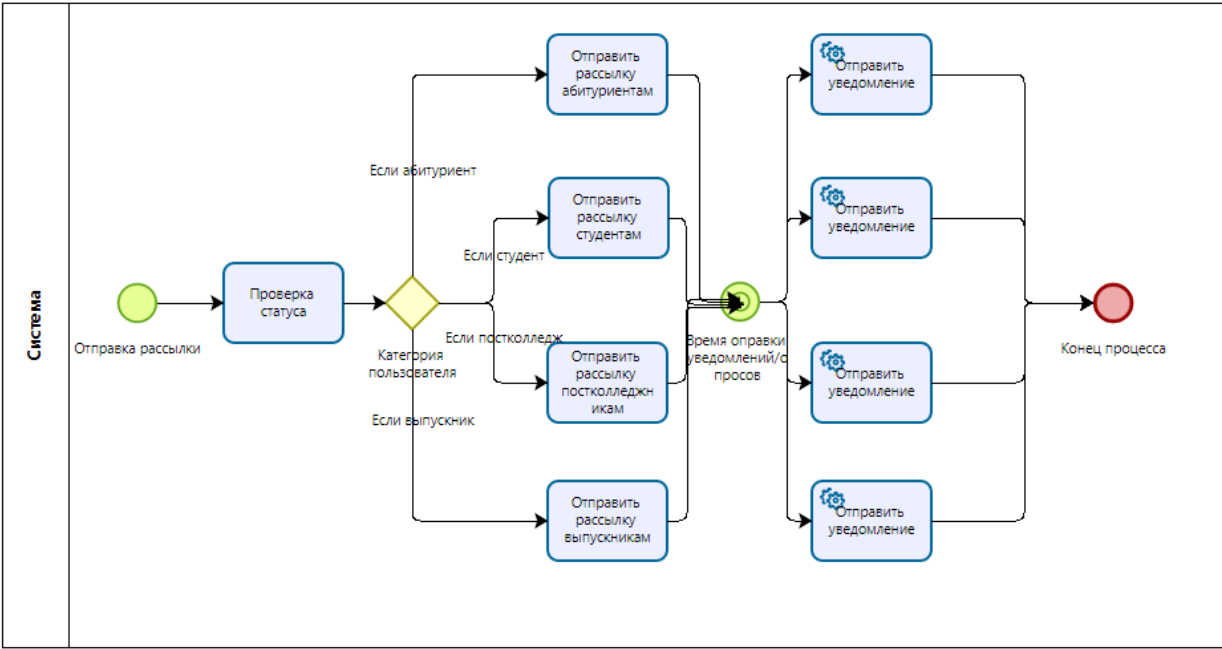 Система
Отправка рассылки
Проверка
статуса
Категория
пользователя
Если абитуриент
Если студент
Если постколледж
Если выпускник
Отправить
рассылку
абитуриентам
Отправить
рассылку
студентам
Отправить
рассылку
постколледжн
икам
Отправить
рассылку
выпускникам
Время оправки
уведомлений/о
просов
Отправить
уведомление
Отправить
уведомление
Отправить
уведомление
Отправить
уведомление
Конец процесса